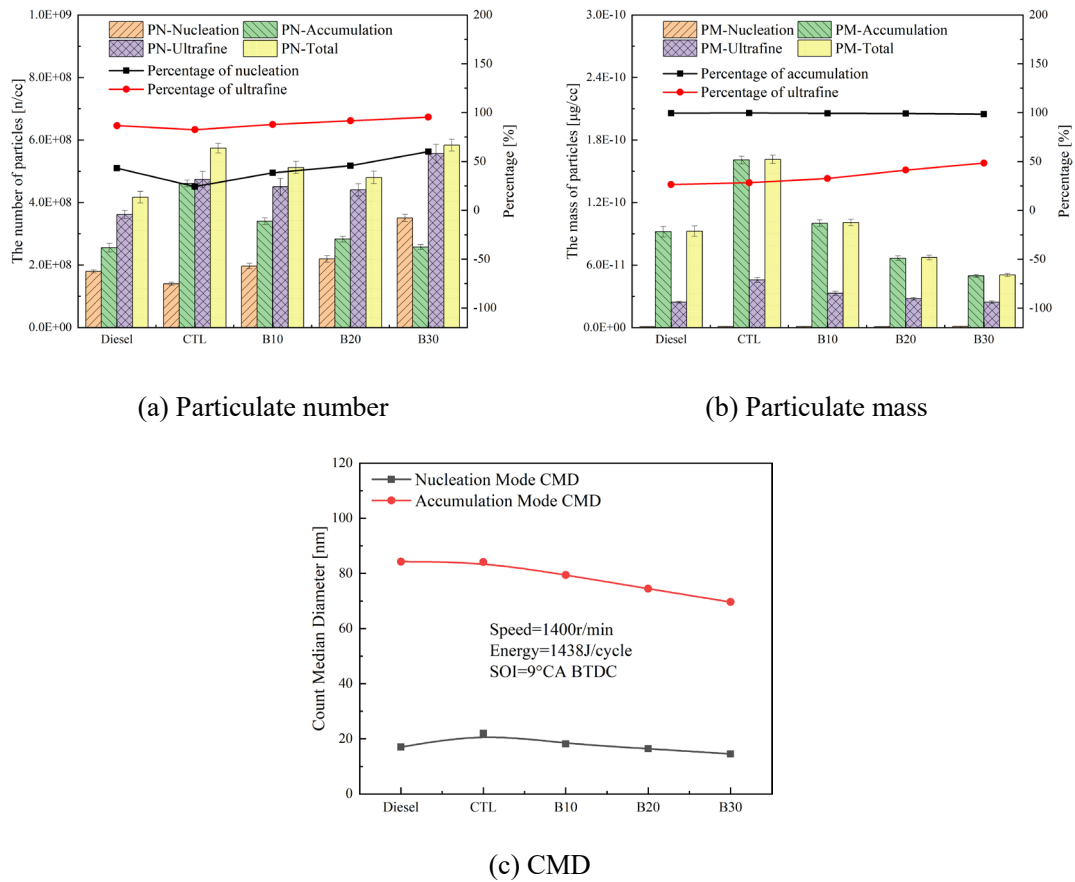 PN-Nucleation PN-Accumulation
PN-Ultrafine PN-Total
Percentage of nucleation
Percentage of ultrafine
The number of particles [n/cc]
1.0E+09
8.0E+08
6.0E+08
4.0E+08
2.0E+08
0.0E+00
200
150
100
50
0
-50
-100
Percentage [%]
Diesel CTL B10 B20 B30
(a) Particulate number
PM-Nucleation PM-Accumulation
PM-Ultrafine PM-Total
Percentage of accumulation
Percentage of ultrafine
The mass of particles [μg/cc]
3.0E-10
2.4E-10
1.8E-10
1.2E-10
6.0E-11
0.0E+00
200
150
100
50
0
-50
-100
Percentage [%]
Diesel CTL B10 B20 B30
(b) Particulate mass
Nucleation Mode CMD
Accumulation Mode CMD
Count Median Diameter [nm]
120
100
80
60
40
20
0
Speed=1400r/min
Energy=1438J/cycle
SOI=9°CA BTDC
Diesel CTL B10 B20 B30
(c) CMD